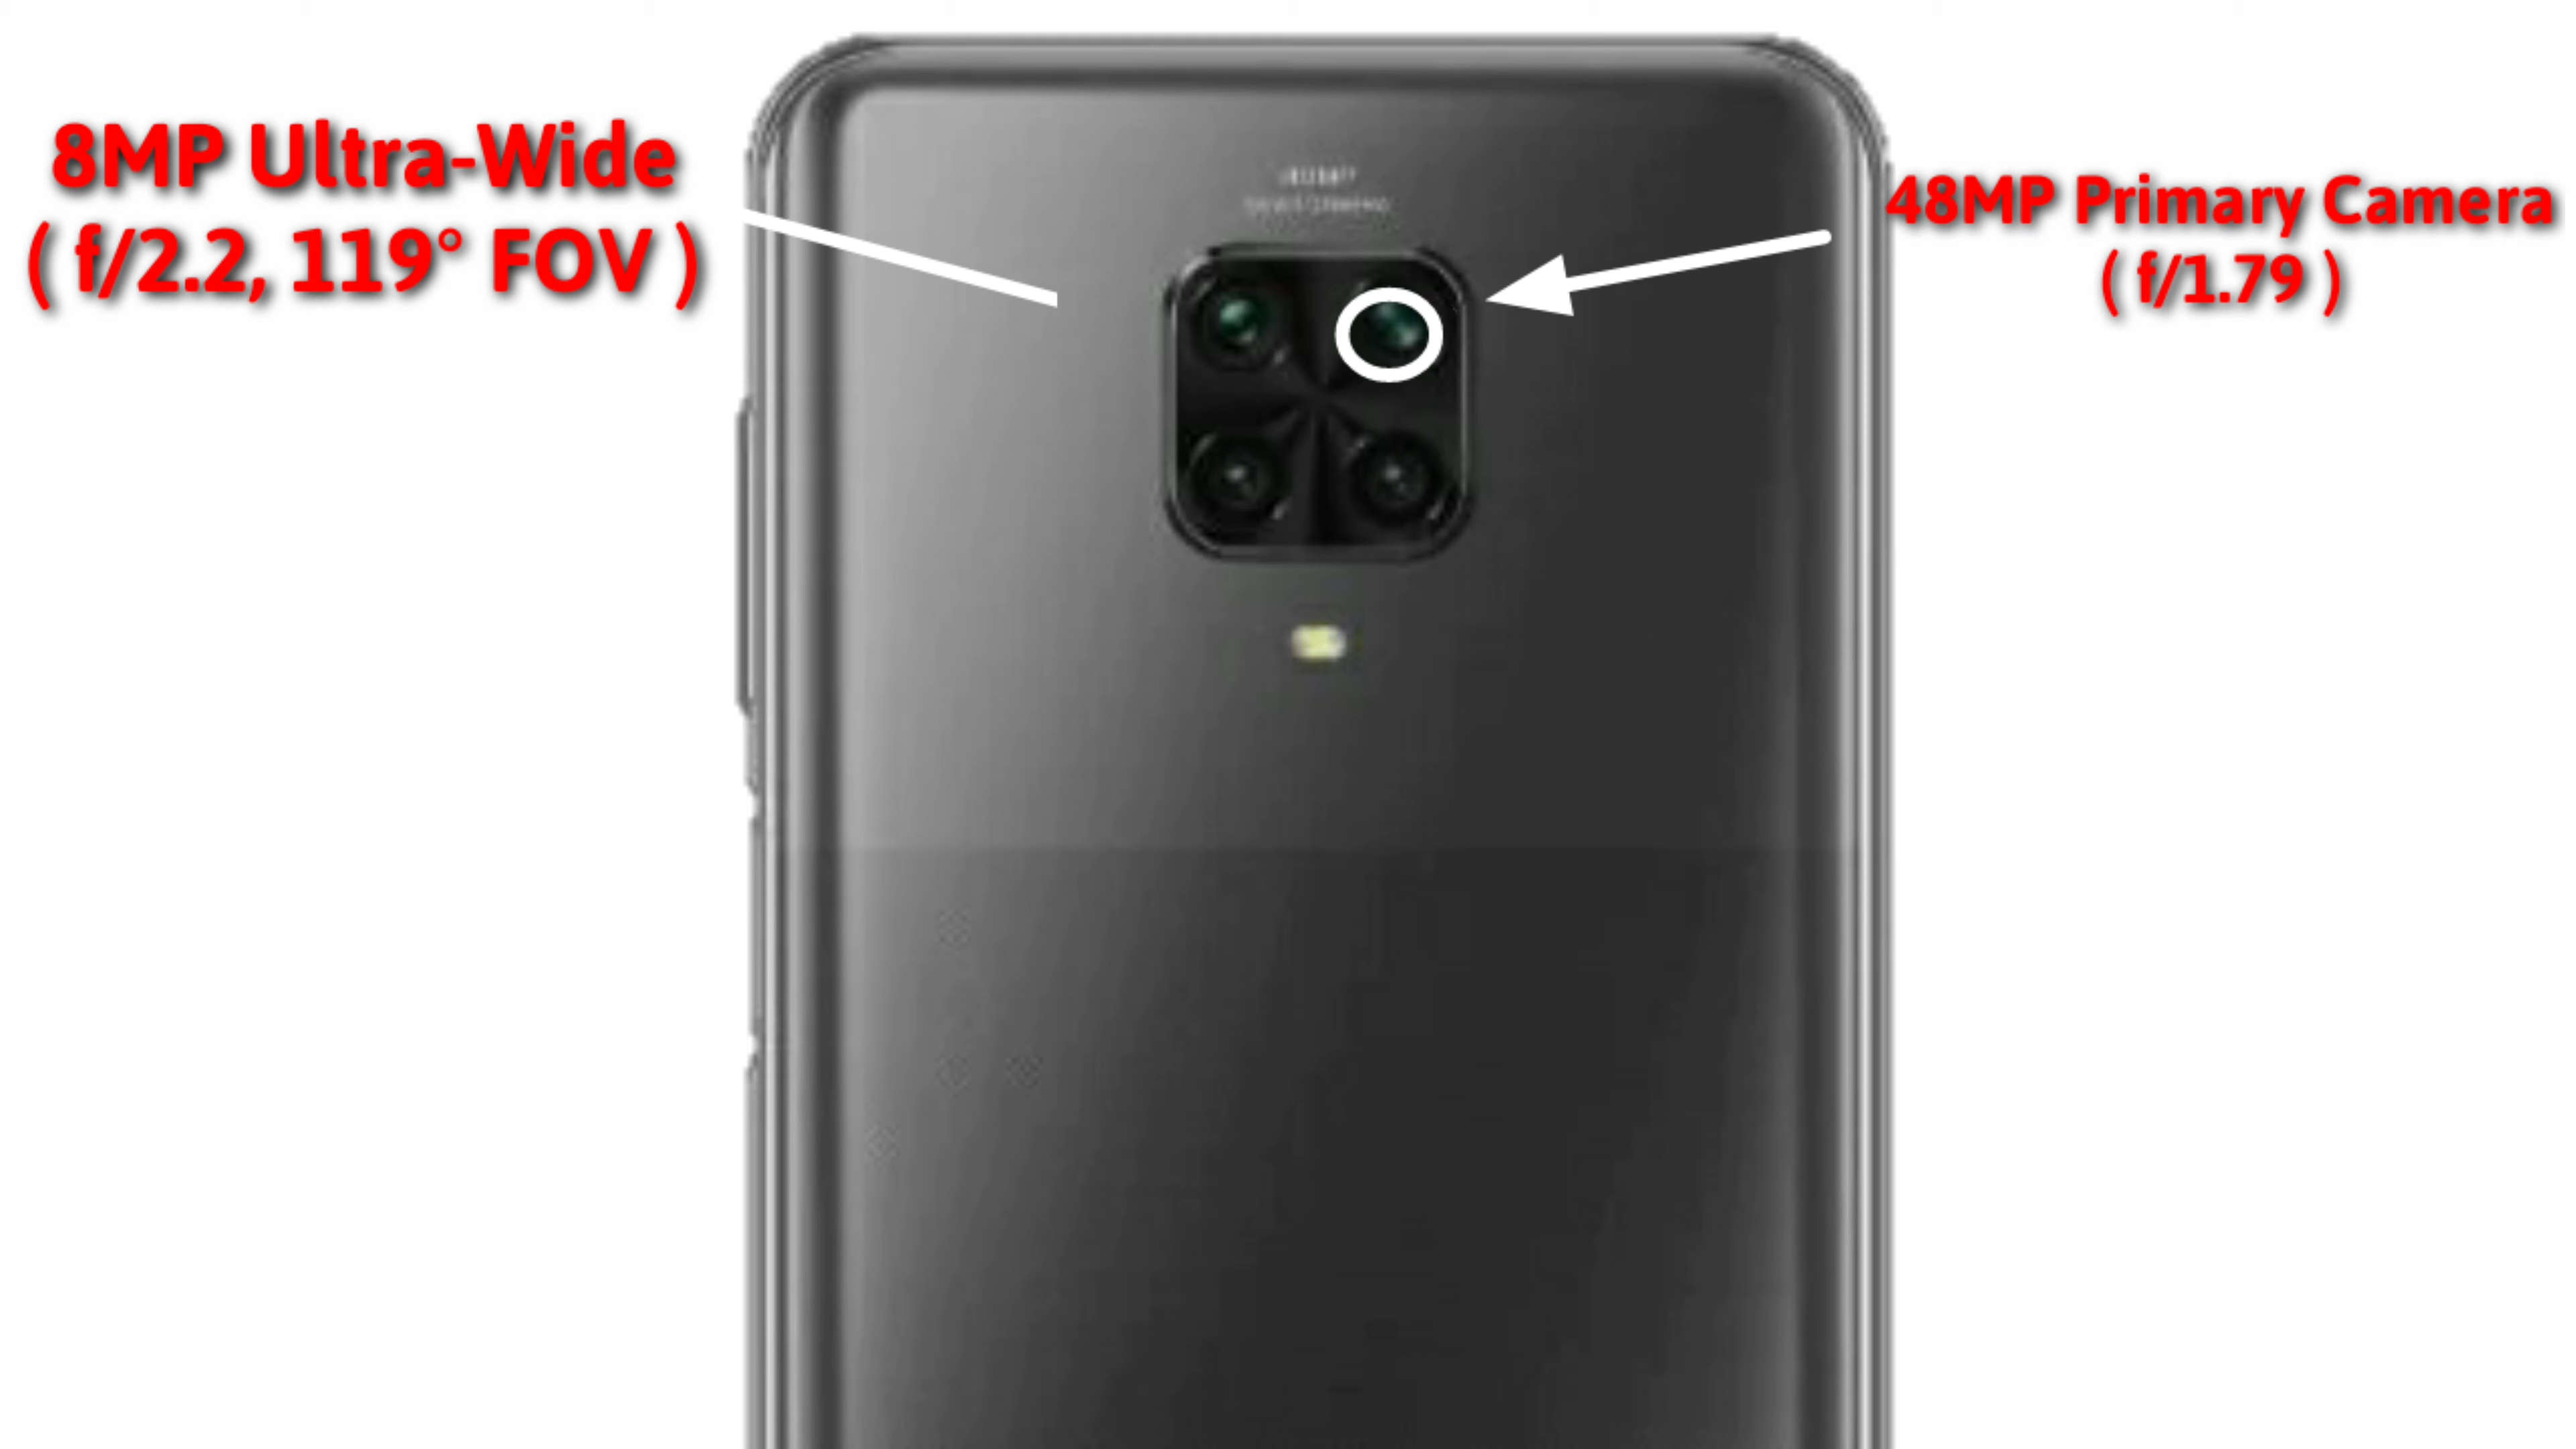 8MP Ultra-Wide
( f/2.2, 119° FOV )
48MP Primary Camera
( f/1.79 )